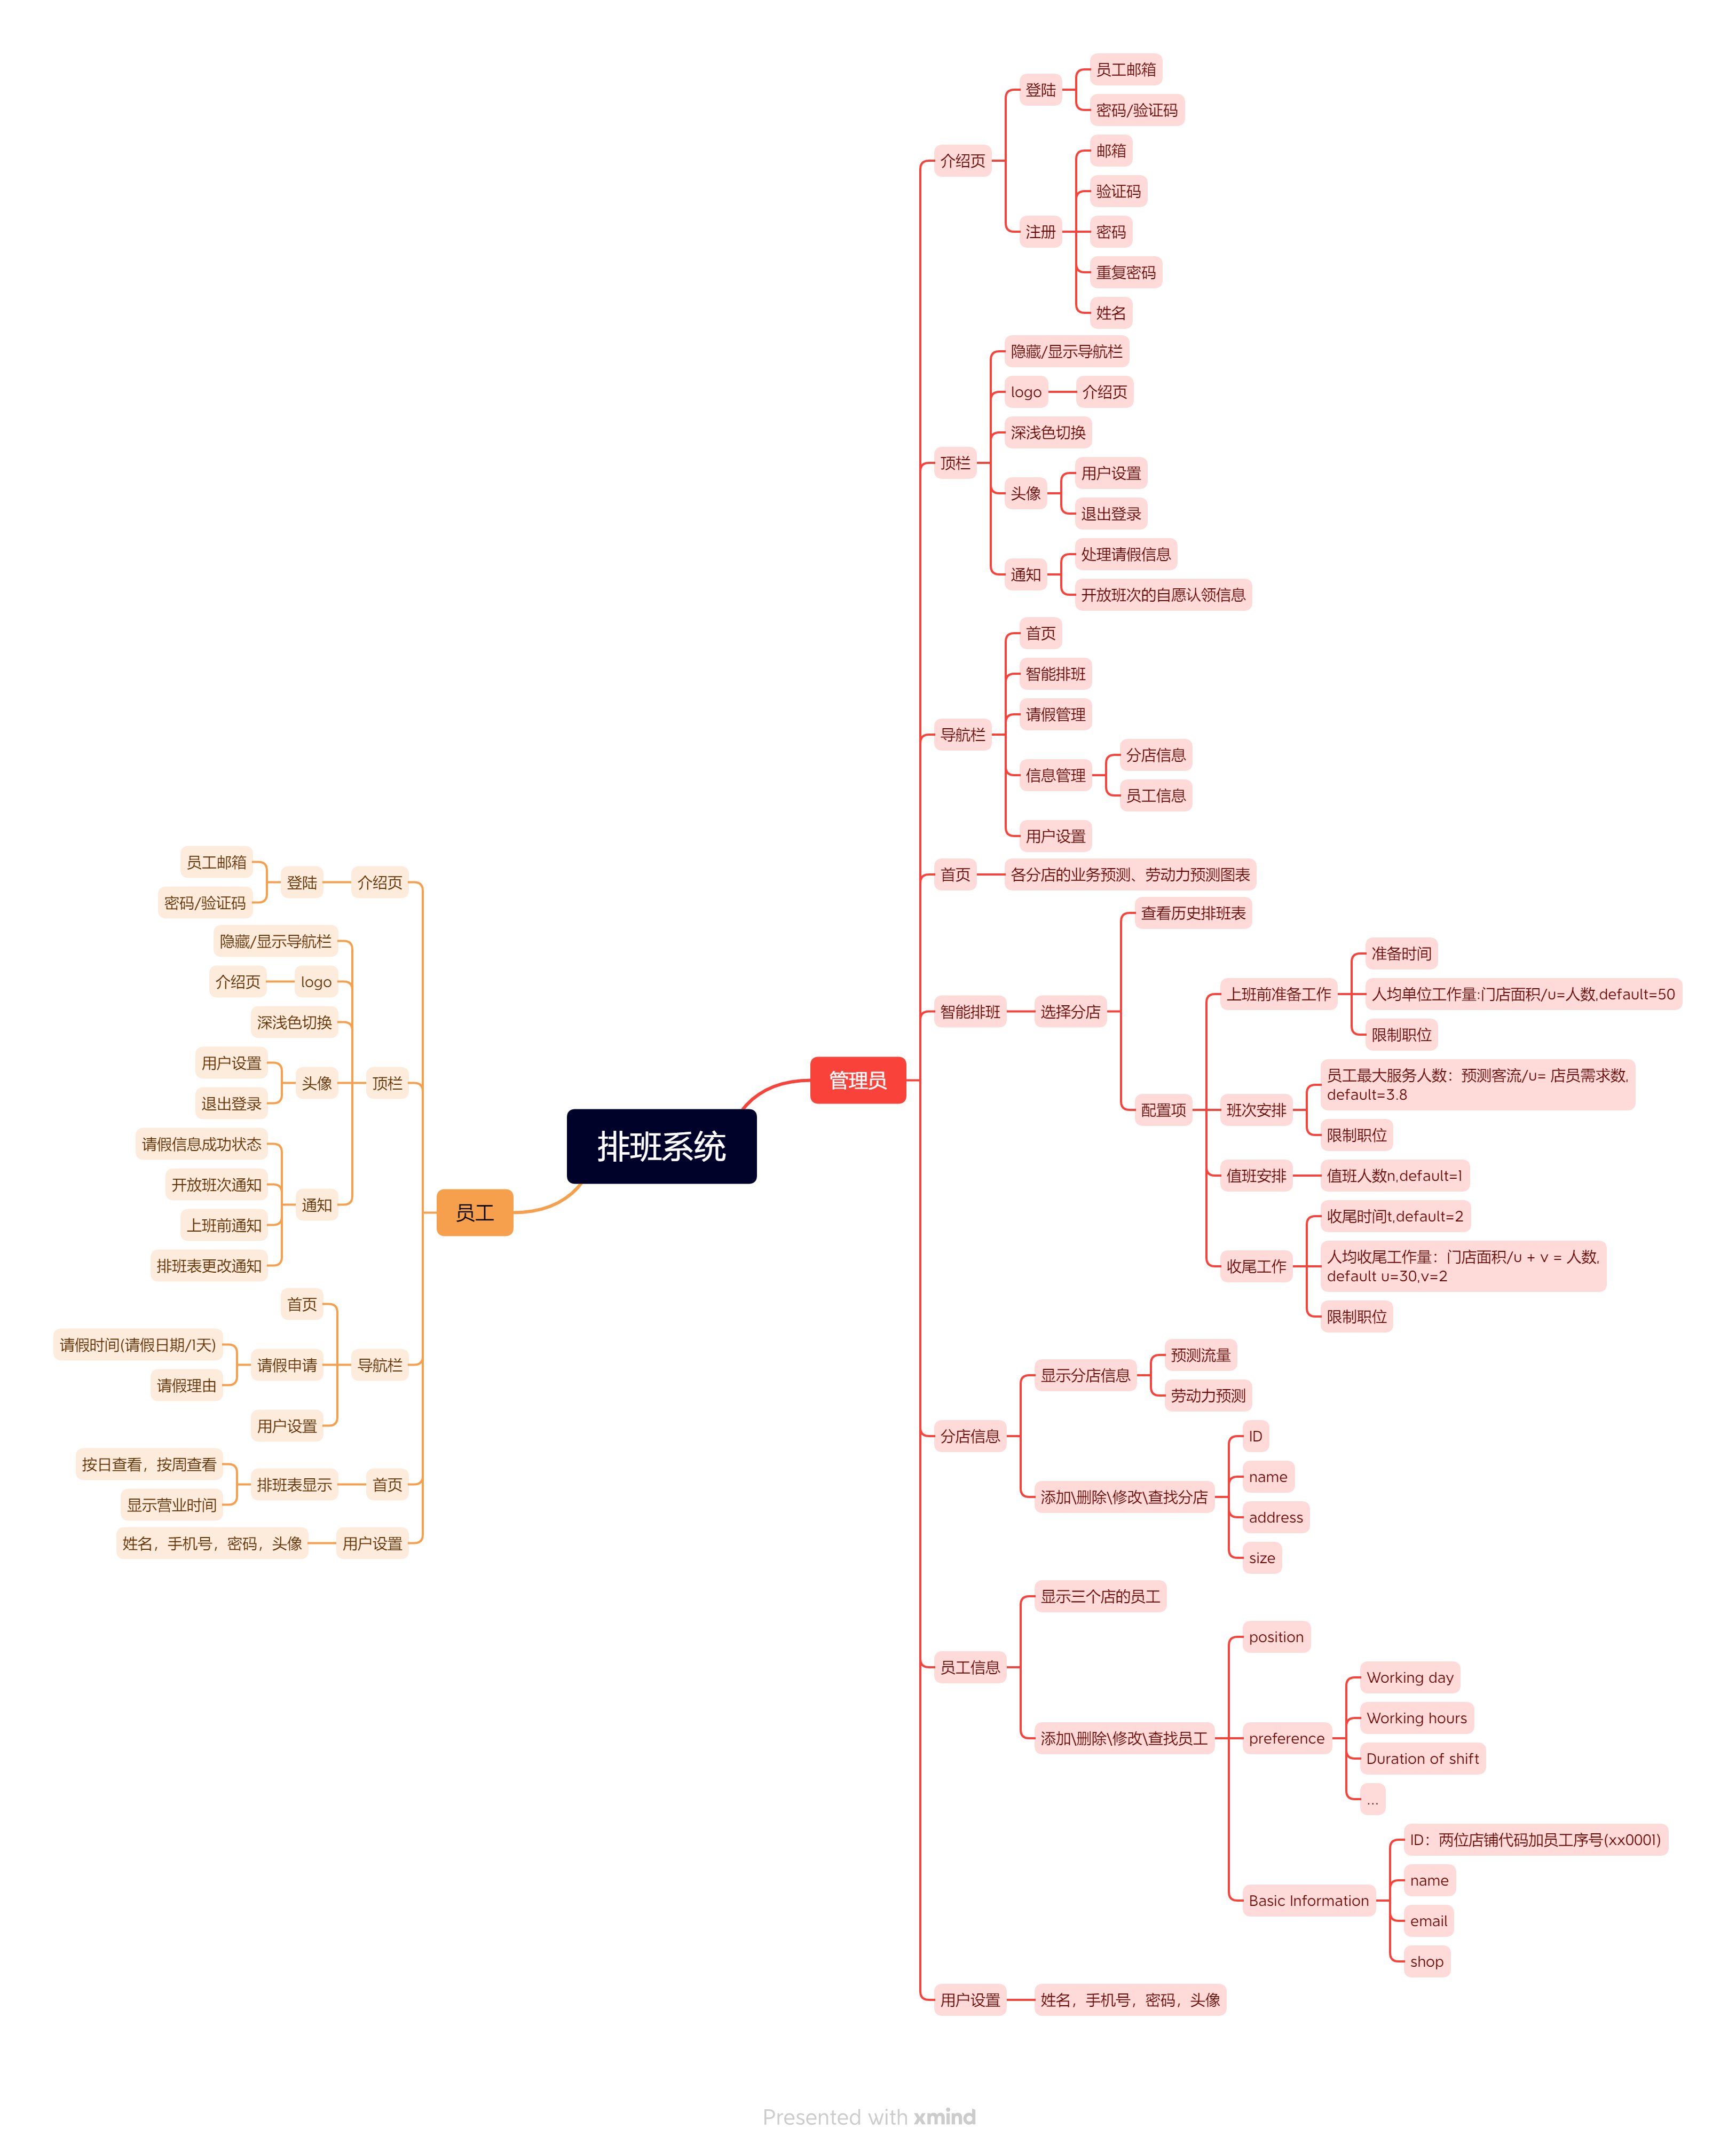 排班系统
管理员
介绍页
登陆
员工邮箱
密码/验证码
注册
邮箱
验证码
密码
重复密码
姓名
顶栏
隐藏/显示导航栏
logo
介绍页
深浅色切换
头像
用户设置
退出登录
通知
处理请假信息
开放班次的自愿认领信息
导航栏
首页
智能排班
请假管理
信息管理
分店信息
员工信息
用户设置
首页
各分店的业务预测、劳动力预测图表
智能排班
选择分店
查看历史排班表
配置项
上班前准备工作
准备时间
人均单位工作量:门店面积/u=人数,default=50
限制职位
班次安排
员工最大服务人数：预测客流/u= 店员需求数,
default=3.8
限制职位
值班安排
值班人数n,default=1
收尾工作
收尾时间t,default=2
人均收尾工作量：门店面积/u + v = 人数,
default u=30,v=2
限制职位
分店信息
显示分店信息
预测流量
劳动力预测
添加\删除\修改\查找分店
ID
name
address
size
员工信息
显示三个店的员工
添加\删除\修改\查找员工
position
preference
Working day
Working hours
Duration of shift
...
Basic Information
ID：两位店铺代码加员工序号(xx0001)
name
email
shop
用户设置
姓名，手机号，密码，头像
员工
介绍页
登陆
员工邮箱
密码/验证码
顶栏
隐藏/显示导航栏
logo
介绍页
深浅色切换
头像
用户设置
退出登录
通知
请假信息成功状态
开放班次通知
上班前通知
排班表更改通知
导航栏
首页
请假申请
请假时间(请假日期/1天)
请假理由
用户设置
首页
排班表显示
按日查看，按周查看
显示营业时间
用户设置
姓名，手机号，密码，头像
Presented with xmind